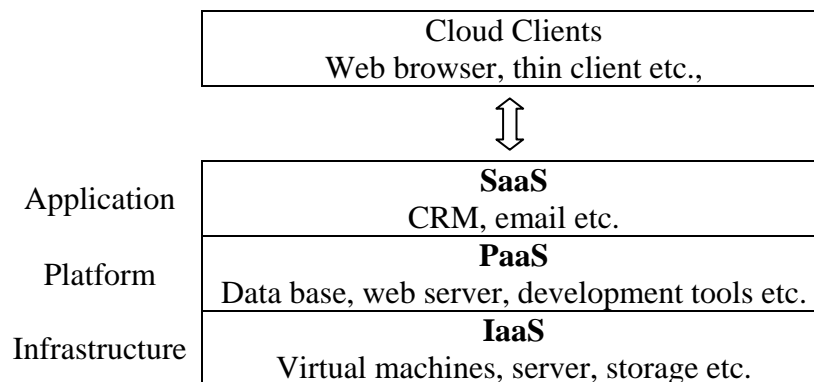 Cloud Clients
Web browser, thin client etc.,
Application
SaaS
CRM, email etc.
Platform
PaaS
Data base, web server, development tools etc.
Infrastructure
IaaS
Virtual machines, server, storage etc.